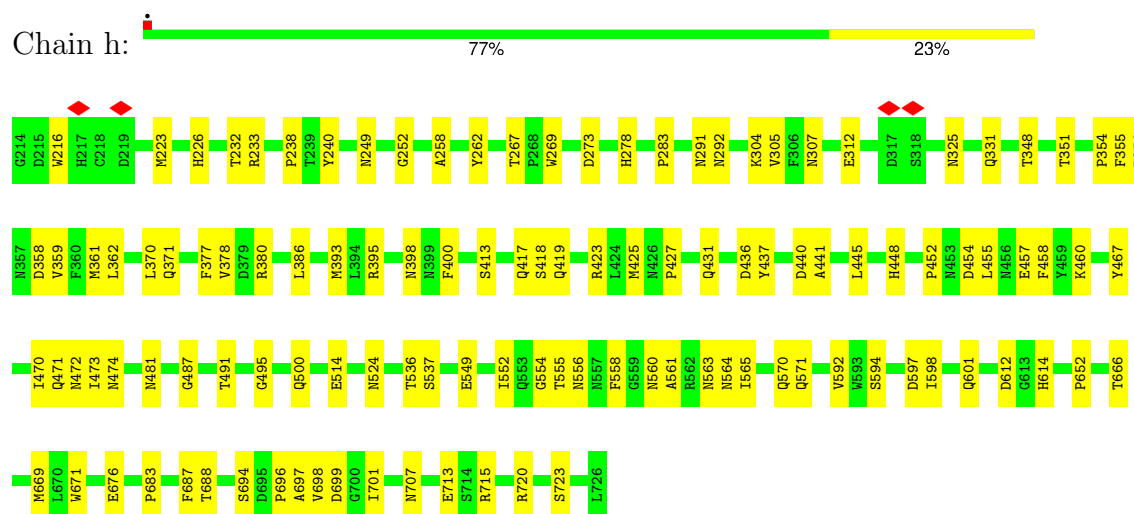 Chain h:
77% 23%
G214 D215 W216 H217 C218 D219 M223 H226 T232 R233 P238 T239 Y240 N249 G252 A258 Y262 T267 P268 W269 D273 H278 P283 N291 N292 K304 V305 F306 N307 E312 D317 S318 N325 Q331 T348 T351 P354 F355
N357 D358 V359 F360 M361 L362 L370 Q371 F377 V378 D379 R380 L386 M393 L394 R395 N398 N399 F400 S413 Q417 S418 Q419 R423 L424 M425 N426 P427 Q431 D436 Y437 D440 A441 L445 H448 P452 N453 D454 L455 N456 E457 F458 Y459 K460 Y467
I470 Q471 N472 I473 N474 N481 G487 T491 G495 Q500 E514 N524 T536 S537 E549 I552 Q553 G554 T555 N556 N557 F558 G559 N560 A561 R562 N563 N564 I565 Q570 Q571 V592 W593 S594 D597 I598 Q601 D612 G613 H614 P652 T666
M669 L670 W671 E676 P683 F687 T688 S694 D695 P696 A697 V698 D699 G700 I701 N707 E713 S714 R715 R720 S723 L726